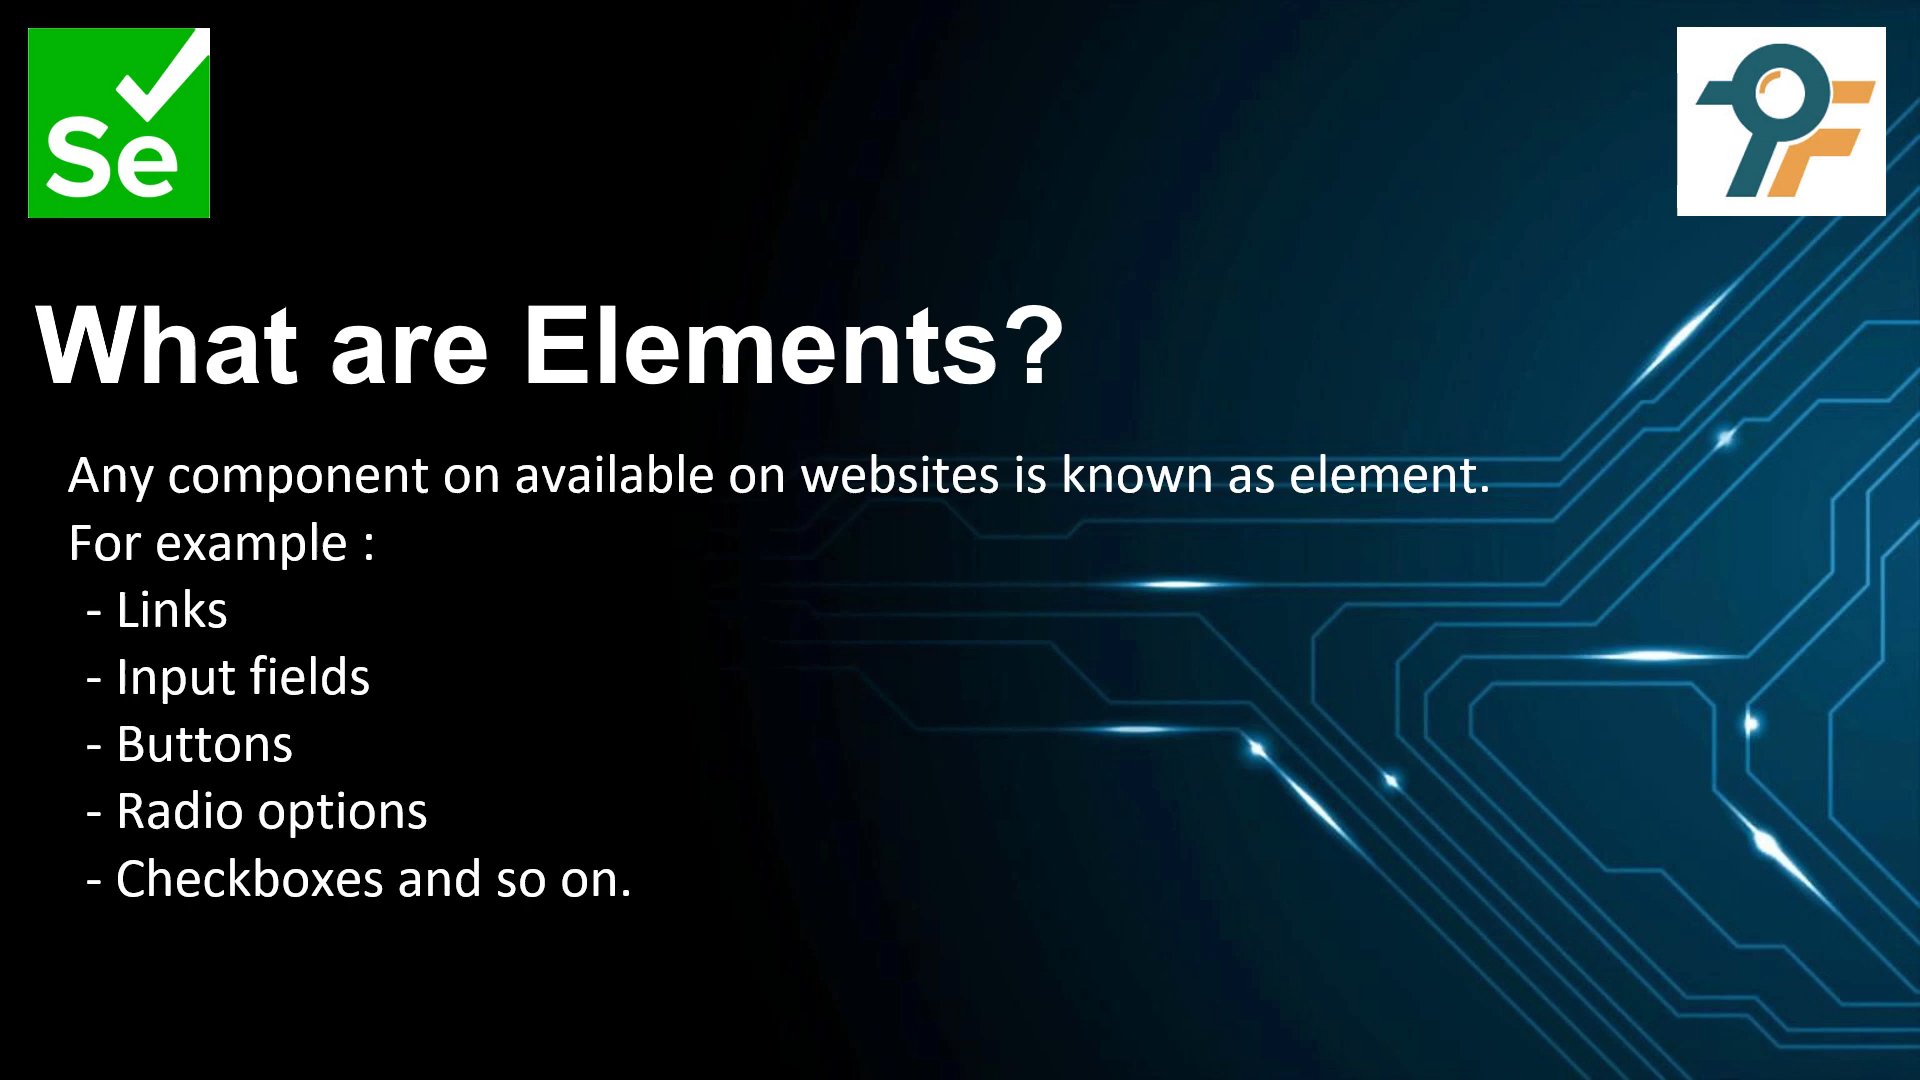 Se
What are Elements?
Any component on available on websites is known as element.
For example :
- Links
- Input fields
- Buttons
- Radio options
- Checkboxes and so on.